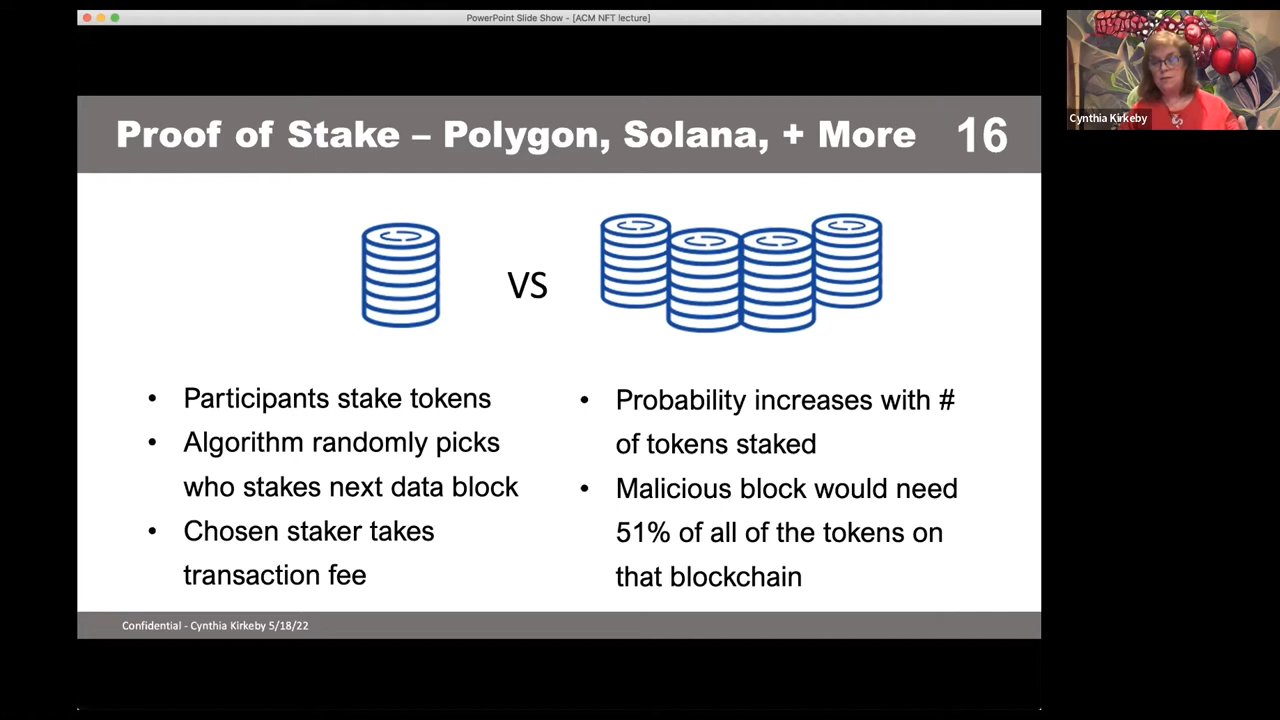 PowerPoint Slide Show - [ACM NFT lecture]
Cynthia Kirkeby
Proof of Stake – Polygon, Solana, + More 16
VS
• Participants stake tokens
• Algorithm randomly picks
who stakes next data block
• Chosen staker takes
transaction fee
• Probability increases with #
of tokens staked
• Malicious block would need
51% of all of the tokens on
that blockchain
Confidential - Cynthia Kirkeby 5/18/22